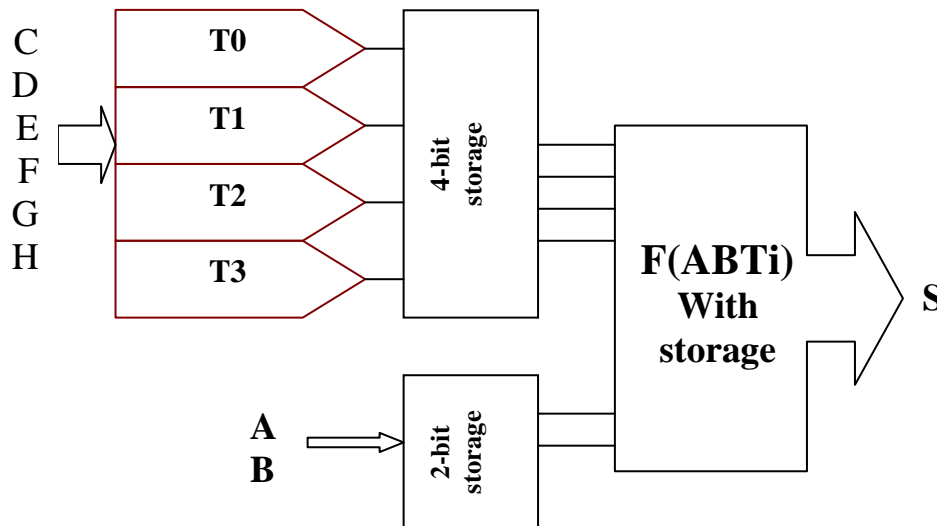 C
D
E
F
G
H
T0
T1
T2
T3
4-bit
storage
F(ABTi)
With
storage
S
A
B
2-bit
storage